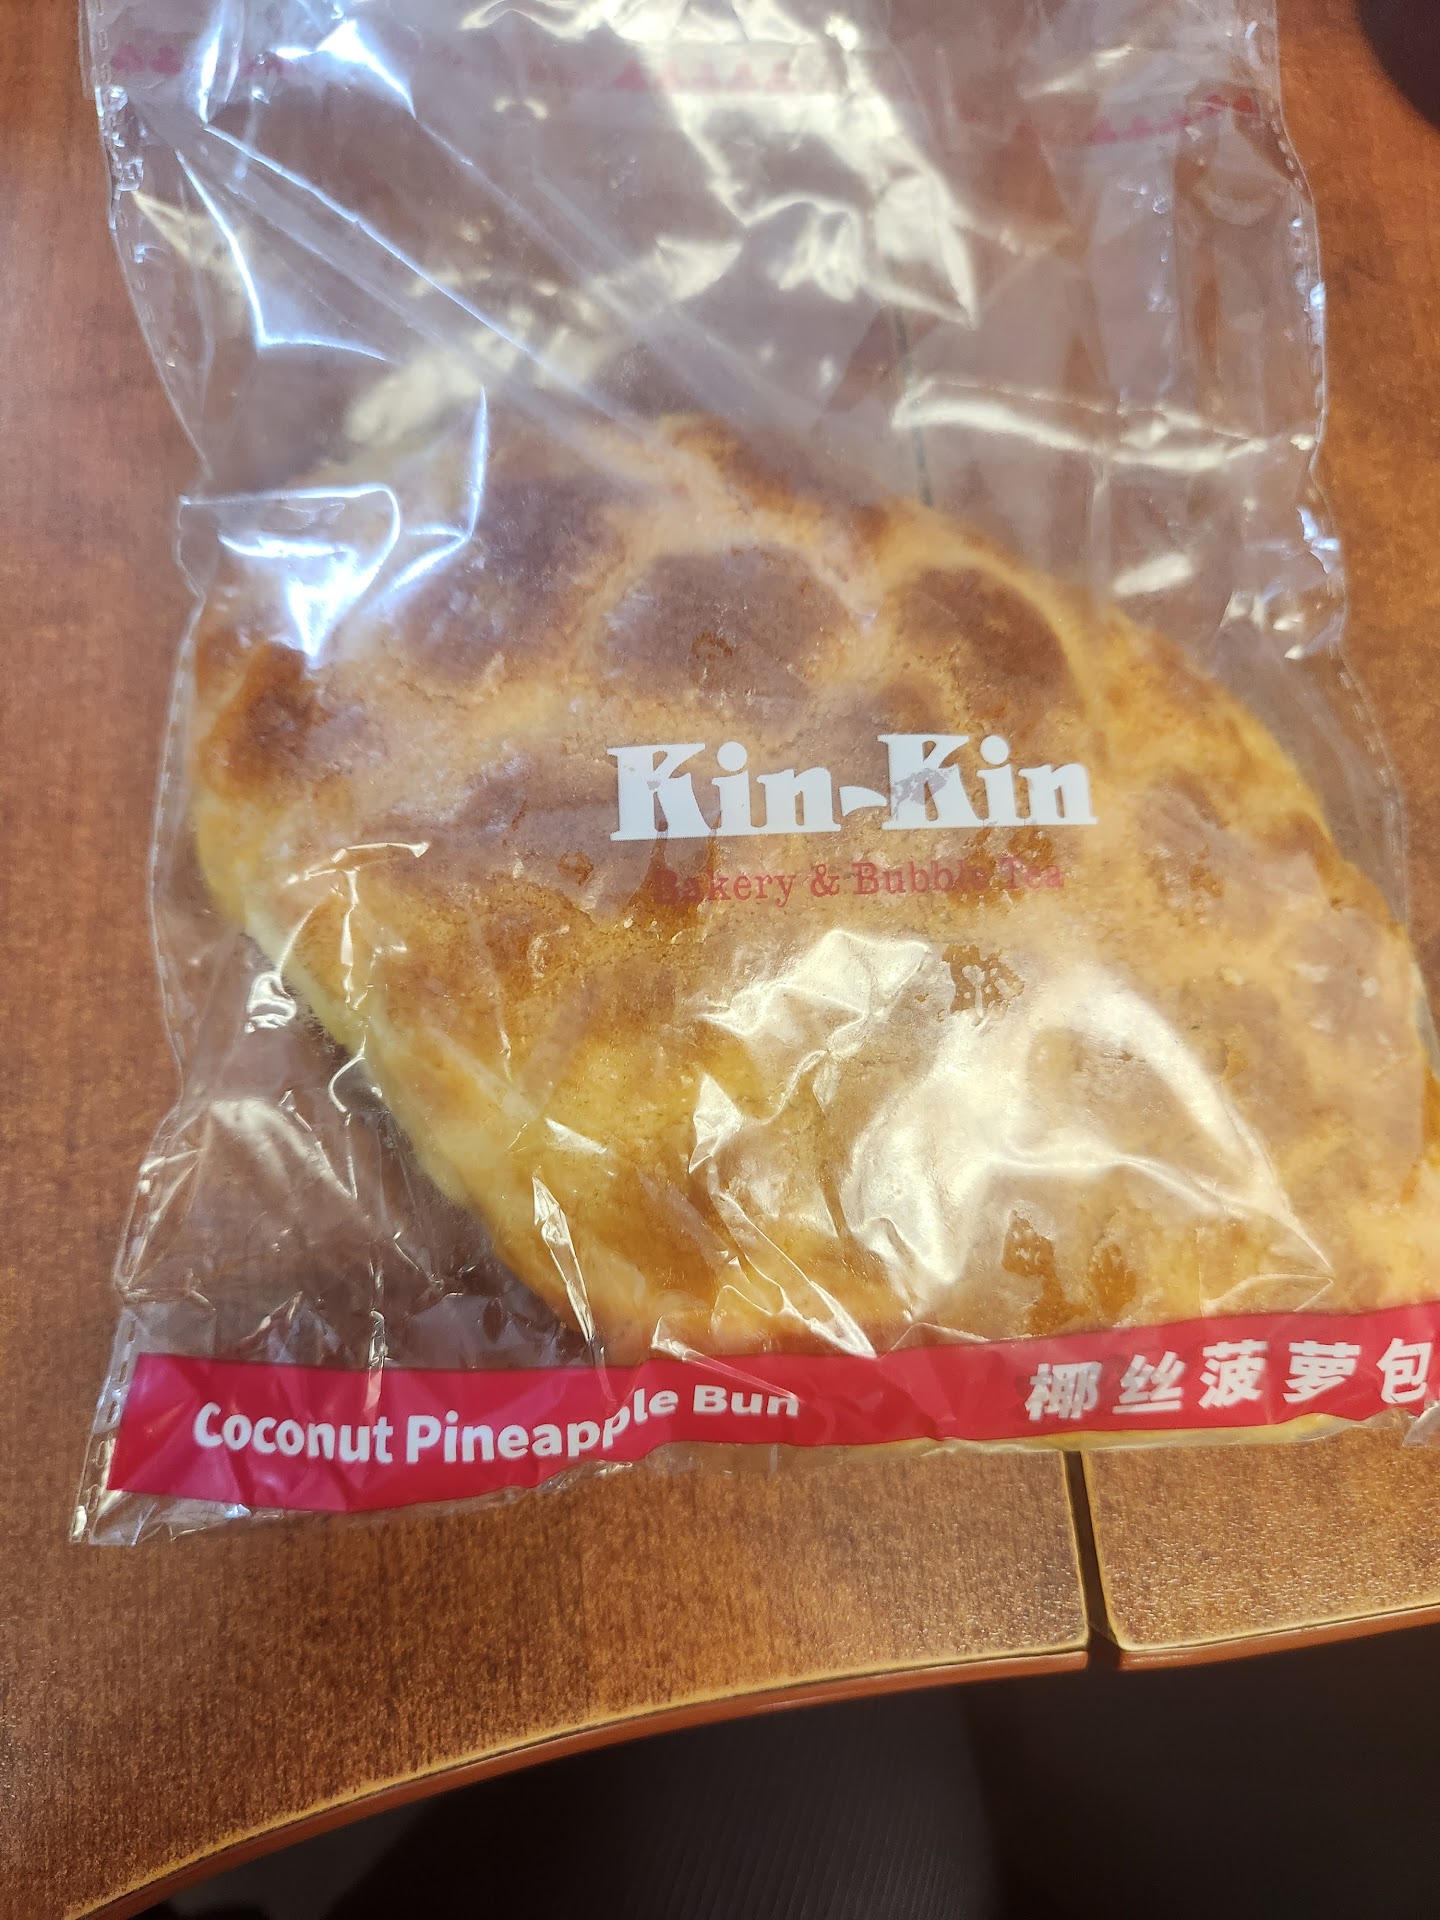 Kin-Kin
Bakery & Bubble Tea
Coconut Pineapple Bun
椰丝菠萝包